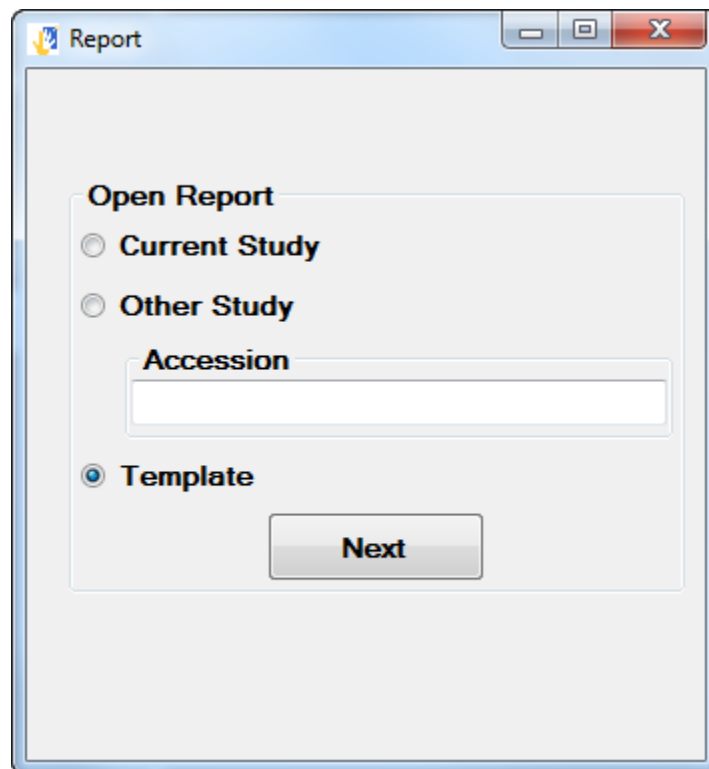 Report
Open Report
Current Study
Other Study
Accession
Template
Next